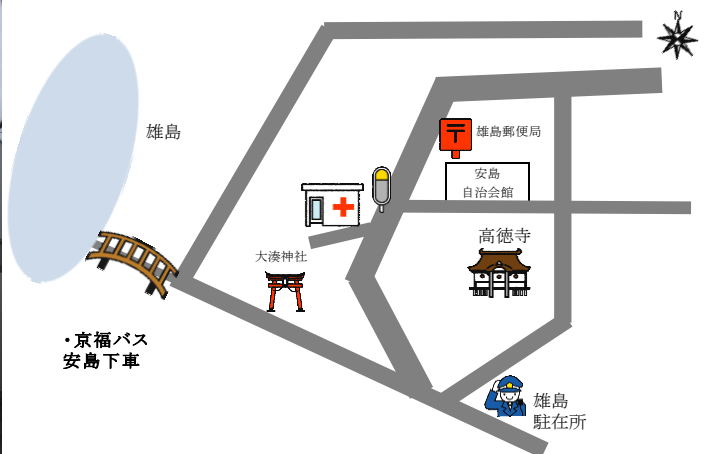 N
雄島
雄島郵便局
安島
自治会館
高徳寺
大湊神社
・京福バス
安島下車
雄島
駐在所